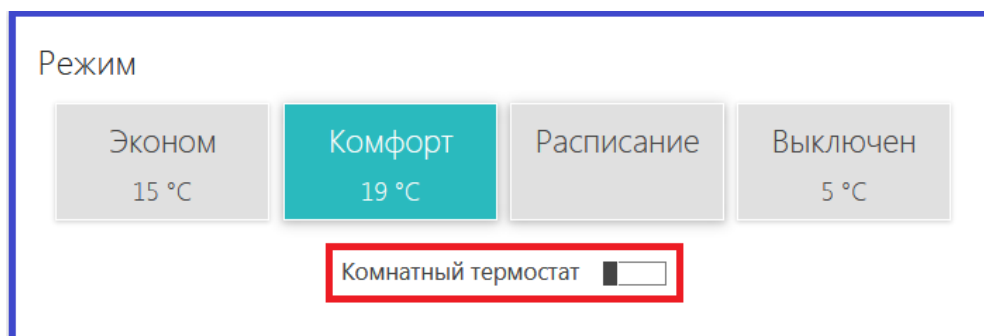 Режим
Эконом
15 °C
Комфорт
19 °C
Расписание
Выключен
5 °C
Комнатный термостат